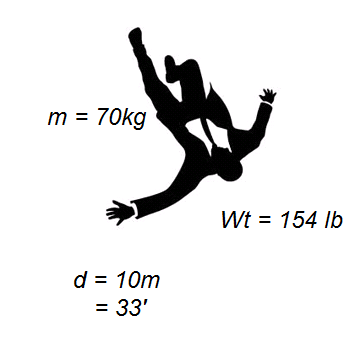 m = 70kg
Wt = 154 lb
d = 10m
= 33'